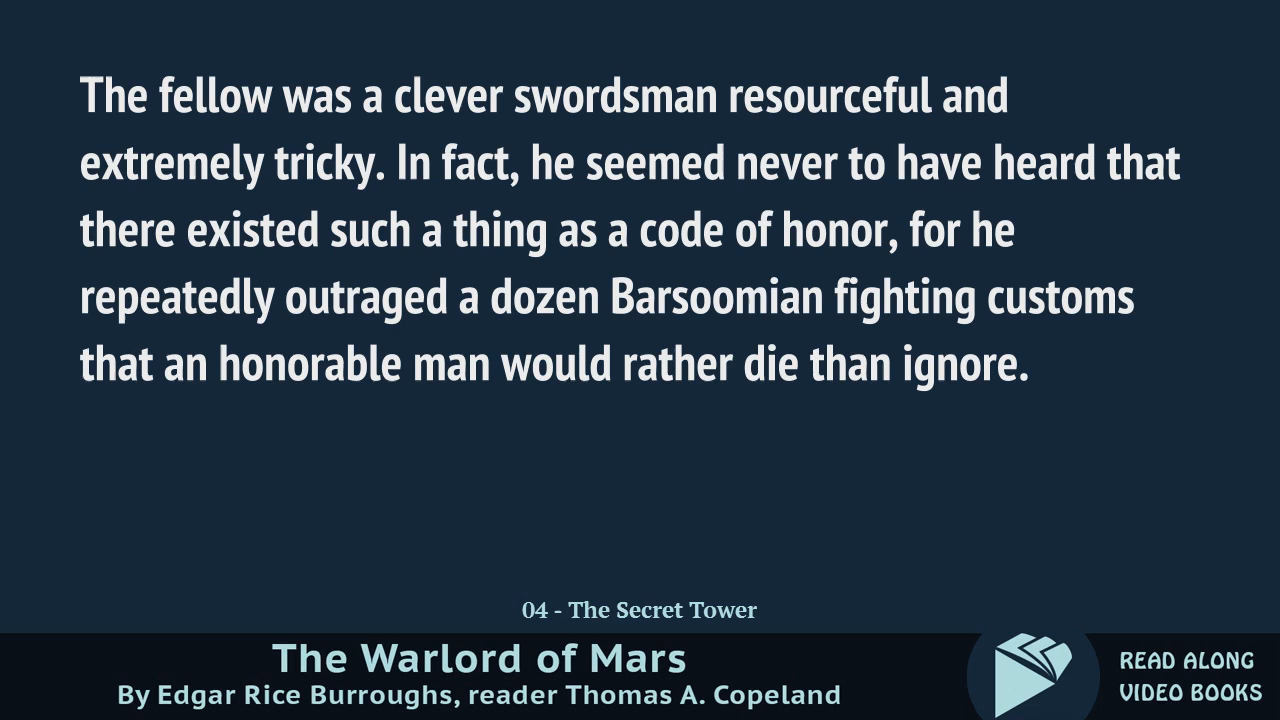 The fellow was a clever swordsman resourceful and
extremely tricky. In fact, he seemed never to have heard that
there existed such a thing as a code of honor, for he
repeatedly outraged a dozen Barsoomian fighting customs
that an honorable man would rather die than ignore.
04 - The Secret Tower
The Warlord of Mars
By Edgar Rice Burroughs, reader Thomas A. Copeland
READ ALONG
VIDEO BOOKS